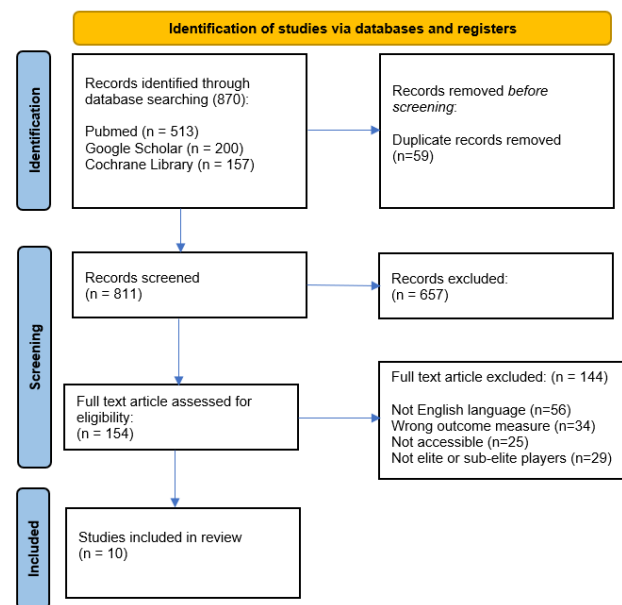 Identification of studies via databases and registers
Identification
Records identified through
database searching (870):
Pubmed (n = 513)
Google Scholar (n = 200)
Cochrane Library (n = 157)
Records removed before
screening:
Duplicate records removed
(n=59)
Screening
Records screened
(n = 811)
Records excluded:
(n = 657)
Full text article assessed for
eligibility:
(n = 154)
Full text article excluded: (n = 144)
Not English language (n=56)
Wrong outcome measure (n=34)
Not accessible (n=25)
Not elite or sub-elite players (n=29)
Included
Studies included in review
(n = 10)